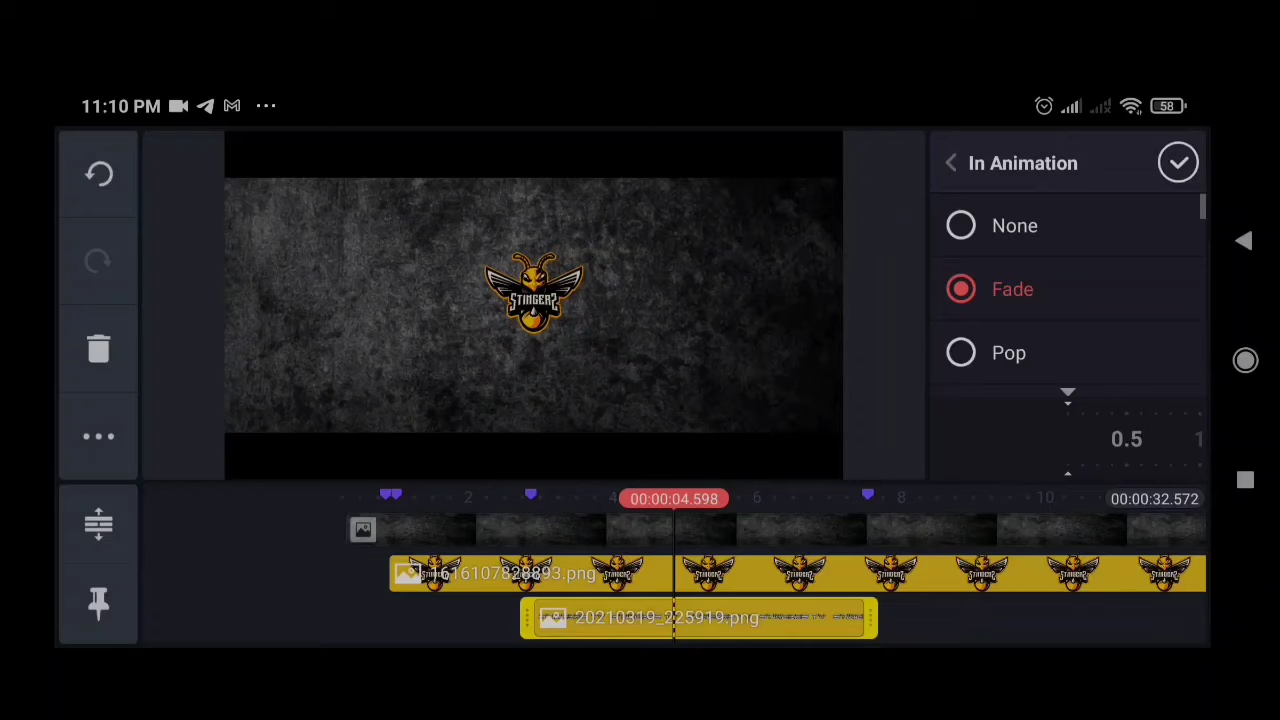 11:10 PM
58
In Animation
None
STINGERS
Fade
Pop
0.5
1
2
4
00:00:04.598
6
8
10
00:00:32.572
1616107828893.png
20210319_225919.png